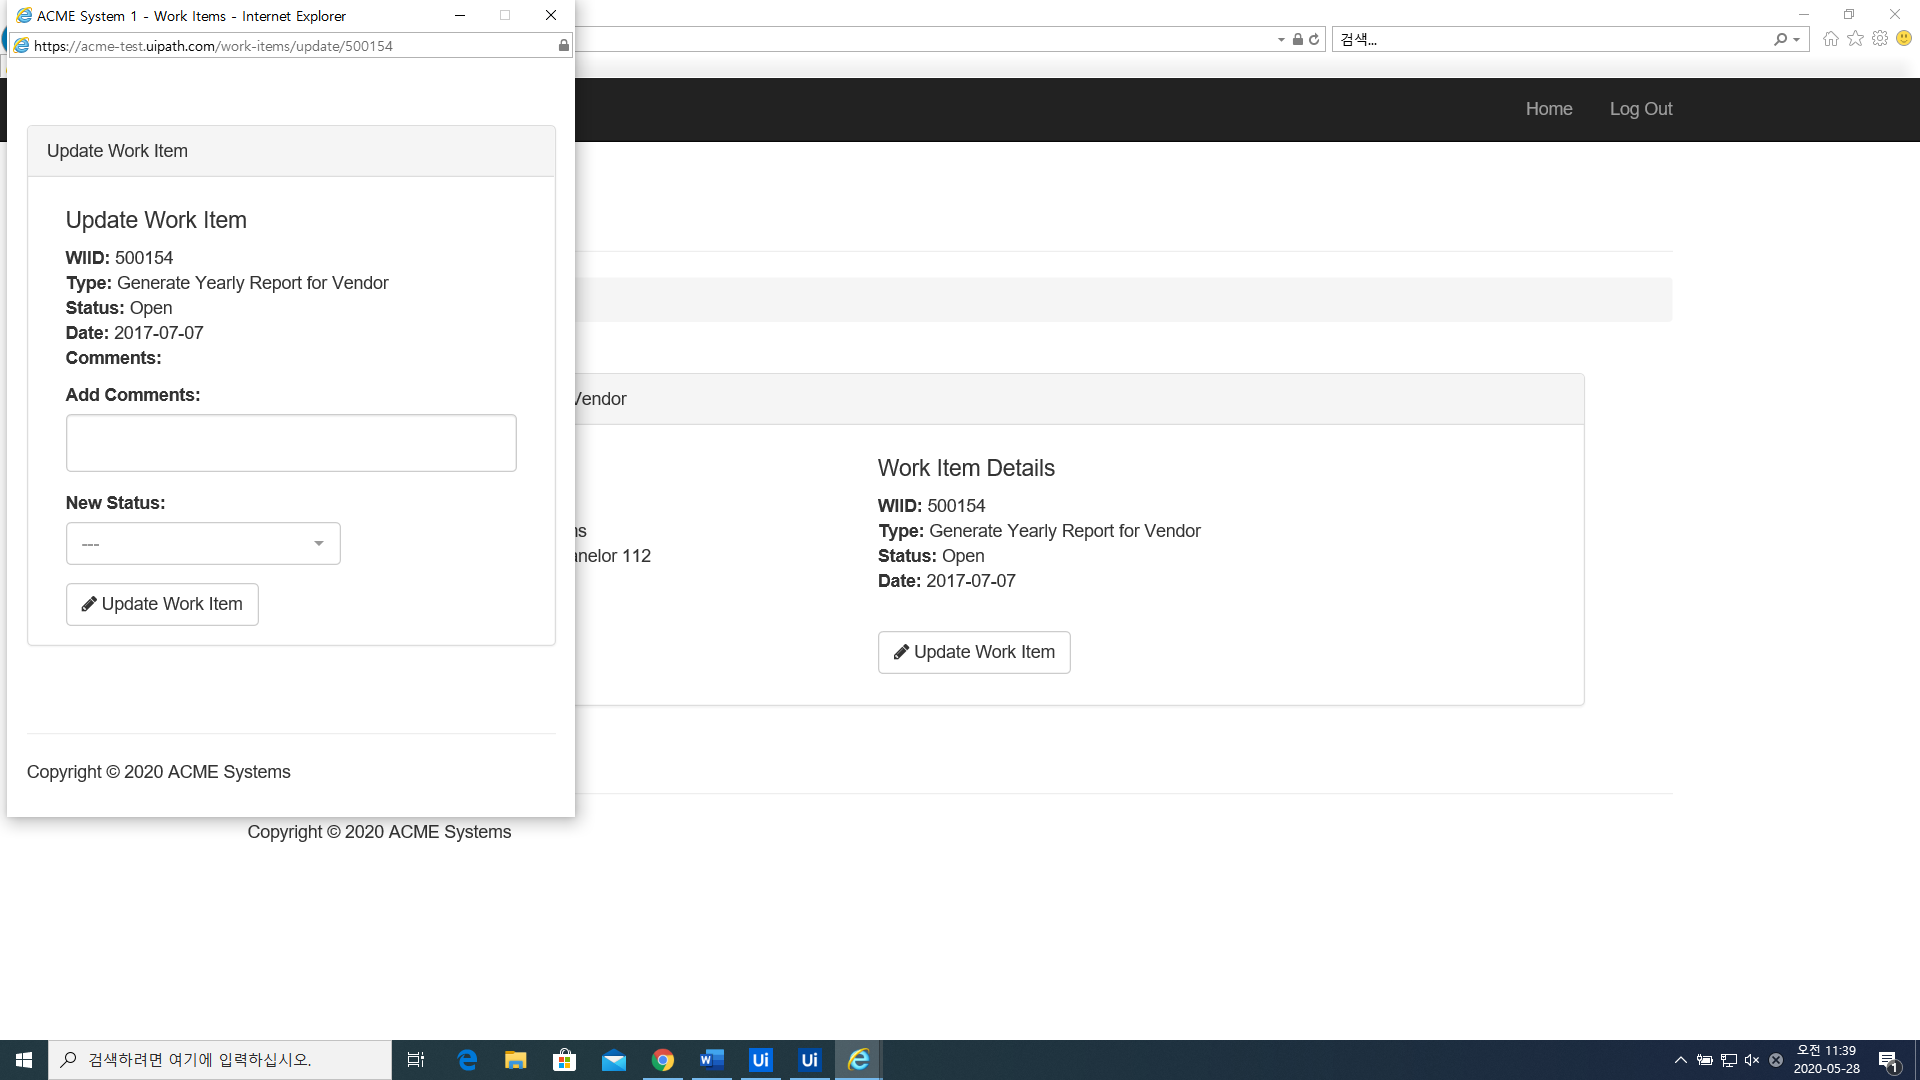 ACME System 1 - Work Items - Internet Explorer
https://acme-test.uipath.com/work-items/update/500154
검색...
Home
Log Out
Update Work Item
Update Work Item
WIID: 500154
Type: Generate Yearly Report for Vendor
Status: Open
Date: 2017-07-07
Comments:
Add Comments:
New Status:
---
Update Work Item
Copyright © 2020 ACME Systems
Vendor
ns
anelor 112
Work Item Details
WIID: 500154
Type: Generate Yearly Report for Vendor
Status: Open
Date: 2017-07-07
Update Work Item
Copyright © 2020 ACME Systems
검색하려면 여기에 입력하십시오.
Ui
Ui
오전 11:39
2020-05-28
1